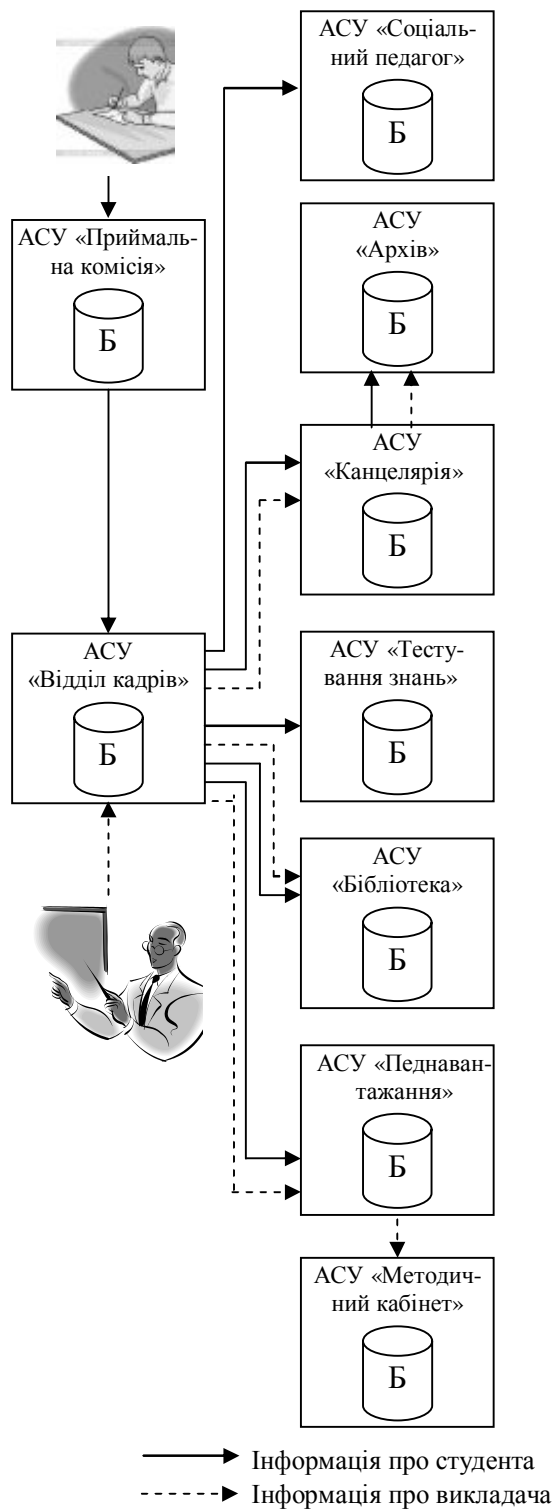 АСУ «Соціаль-
ний педагог»
Б
АСУ «Прималь-
на комісія»
Б
АСУ
«Архів»
Б
АСУ
«Канцелярія»
Б
АСУ
«Відділ кадрів»
Б
АСУ «Тесту-
вання знань»
Б
АСУ
«Бібліотека»
Б
АСУ «Педнаван-
тажання»
Б
АСУ «Методич-
ний кабінет»
Б
Інформація про студента
Інформація про викладача